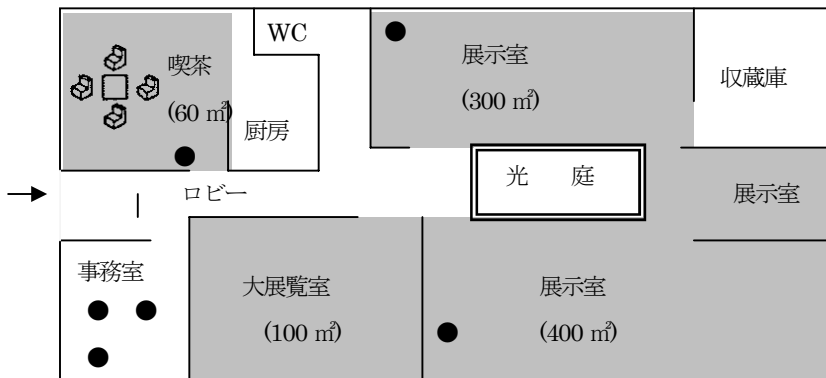 WC
喫茶
(60 ㎡)
厨房
展示室
(300 ㎡)
収蔵庫
光　庭
ロビー
展示室
事務室
大展覧室
(100 ㎡)
展示室
(400 ㎡)